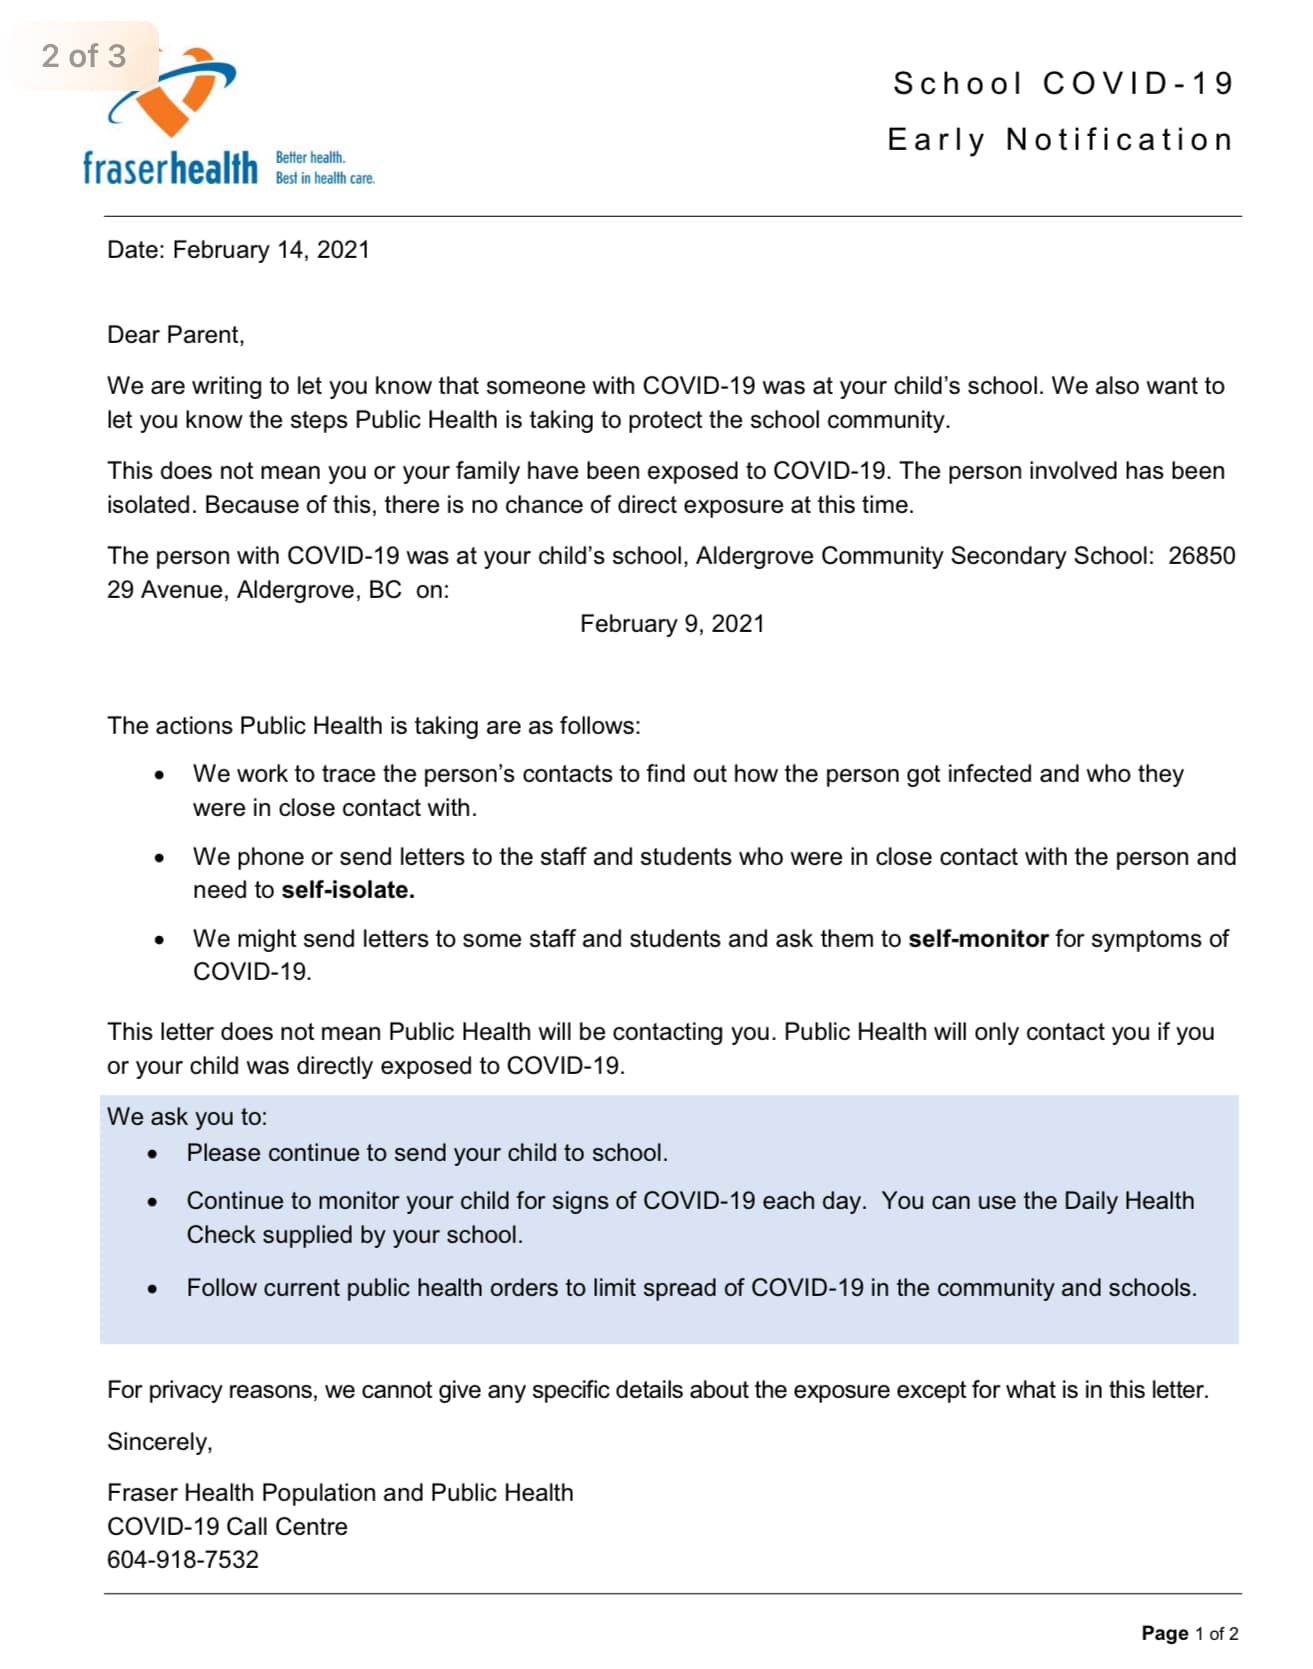 2 of 3
fraserhealth
Better health.
Best in health care.
School COVID-19
Early Notification
Date: February 14, 2021
Dear Parent,
We are writing to let you know that someone with COVID-19 was at your child’s school. We also want to
let you know the steps Public Health is taking to protect the school community.
This does not mean you or your family have been exposed to COVID-19. The person involved has been
isolated. Because of this, there is no chance of direct exposure at this time.
The person with COVID-19 was at your child’s school, Aldergrove Community Secondary School:  26850
29 Avenue, Aldergrove, BC  on:
February 9, 2021
The actions Public Health is taking are as follows:
• We work to trace the person’s contacts to find out how the person got infected and who they
were in close contact with.
• We phone or send letters to the staff and students who were in close contact with the person and
need to self-isolate.
• We might send letters to some staff and students and ask them to self-monitor for symptoms of
COVID-19.
This letter does not mean Public Health will be contacting you. Public Health will only contact you if you
or your child was directly exposed to COVID-19.
We ask you to:
• Please continue to send your child to school.
• Continue to monitor your child for signs of COVID-19 each day.  You can use the Daily Health
Check supplied by your school.
• Follow current public health orders to limit spread of COVID-19 in the community and schools.
For privacy reasons, we cannot give any specific details about the exposure except for what is in this letter.
Sincerely,
Fraser Health Population and Public Health
COVID-19 Call Centre
604-918-7532
Page 1 of 2